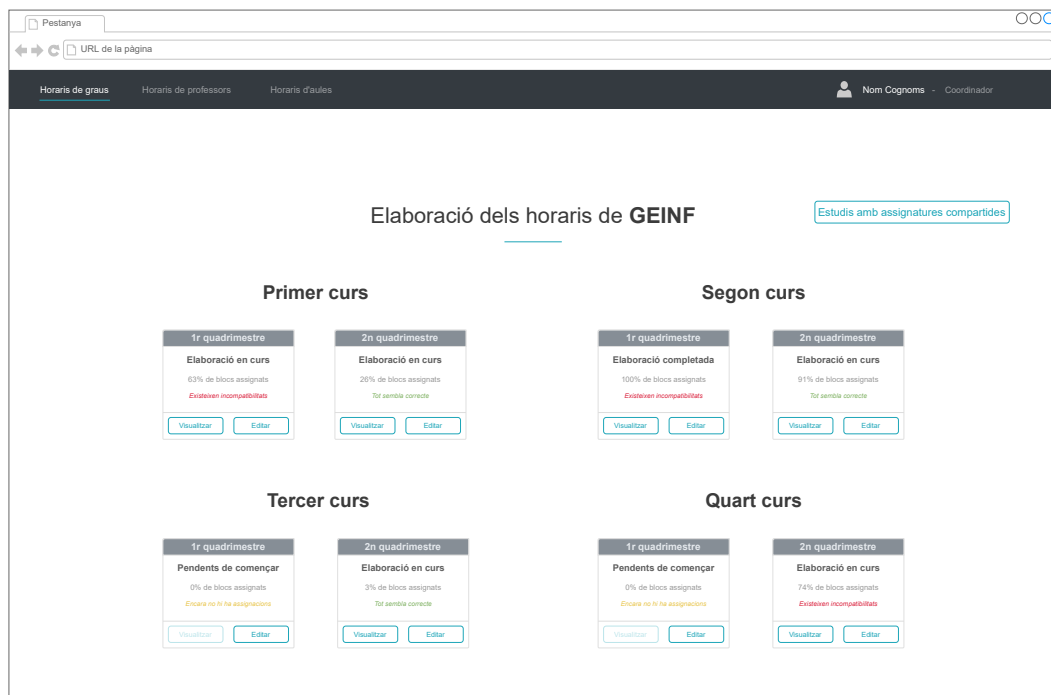 Pestanya
URL de la pàgina
Horaris de graus Horaris de professors Horaris d'aules Nom Cognoms - Coordinador
Elaboració dels horaris de GEINF
Estudis amb assignatures compartides
Primer curs
1r quadrimestre
Elaboració en curs
63% de blocs assignats
Existeixen incompatibilitats
Visualitzar Editar
2n quadrimestre
Elaboració en curs
26% de blocs assignats
Tot sembla correcte
Visualitzar Editar
Segon curs
1r quadrimestre
Elaboració completada
100% de blocs assignats
Existeixen incompatibilitats
Visualitzar Editar
2n quadrimestre
Elaboració en curs
91% de blocs assignats
Tot sembla correcte
Visualitzar Editar
Tercer curs
1r quadrimestre
Pendents de començar
0% de blocs assignats
Encara no hi ha assignacions
Visualitzar Editar
2n quadrimestre
Elaboració en curs
3% de blocs assignats
Tot sembla correcte
Visualitzar Editar
Quart curs
1r quadrimestre
Pendents de començar
0% de blocs assignats
Encara no hi ha assignacions
Visualitzar Editar
2n quadrimestre
Elaboració en curs
74% de blocs assignats
Existeixen incompatibilitats
Visualitzar Editar